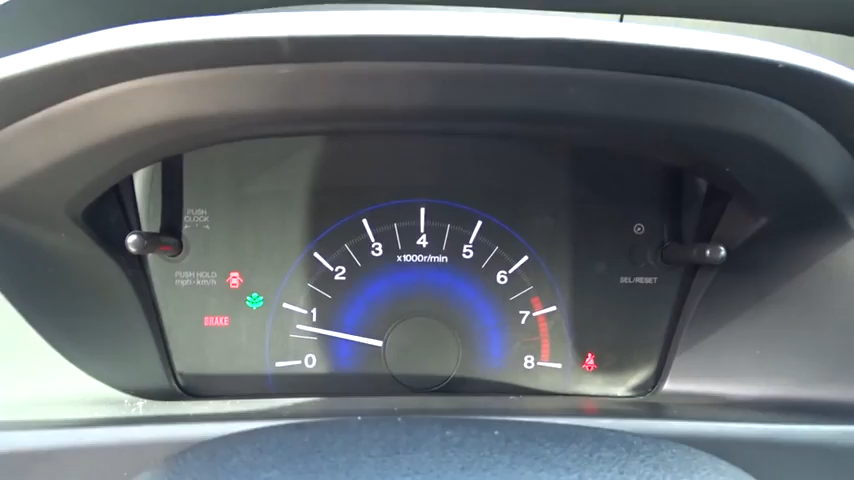 PUSH
CLOCK
PUSH HOLD
mph↔km/h
BRAKE
0
1
2
3
4
5
6
7
8
x1000r/min
SEL/RESET